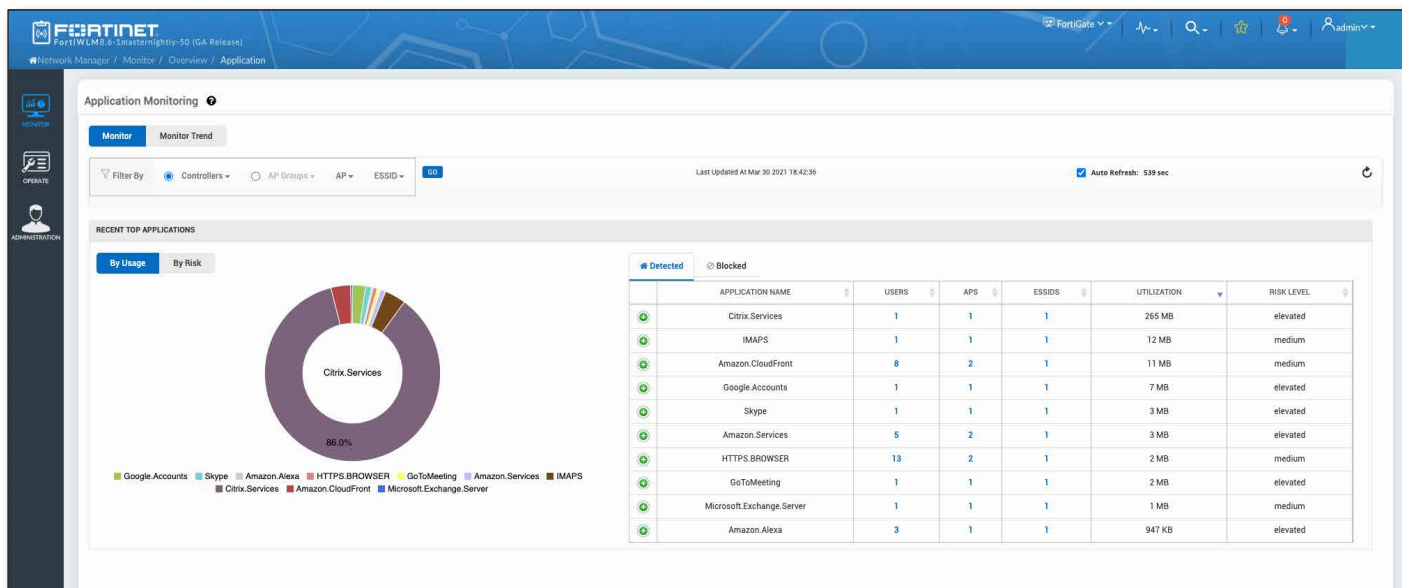 FORTINET
FortiWLM8.6-1masternightly-50 (GA Release)
FortiGate
0
admin
Network Manager / Monitor / Overview / Application
MONITOR
OPERATE
ADMINISTRATION
Application Monitoring
Monitor Monitor Trend
Filter By Controllers AP Groups AP ESSID GO Last Updated At Mar 30 2021 18:42:36 Auto Refresh: 539 sec
RECENT TOP APPLICATIONS
By Usage By Risk
Citrix.Services
86.0%
Google.Accounts Skype Amazon.Alexa HTTPS.BROWSER GoToMeeting Amazon.Services IMAPS
Citrix.Services Amazon.CloudFront Microsoft.Exchange.Server
Detected Blocked
APPLICATION NAME USERS APS ESSIDS UTILIZATION RISK LEVEL
Citrix.Services 1 1 1 265 MB elevated
IMAPS 1 1 1 12 MB medium
Amazon.CloudFront 8 2 1 11 MB medium
Google.Accounts 1 1 1 7 MB elevated
Skype 1 1 1 3 MB elevated
Amazon.Services 5 2 1 3 MB elevated
HTTPS.BROWSER 13 2 1 2 MB medium
GoToMeeting 1 1 1 2 MB elevated
Microsoft.Exchange.Server 1 1 1 1 MB medium
Amazon.Alexa 3 1 1 947 KB elevated